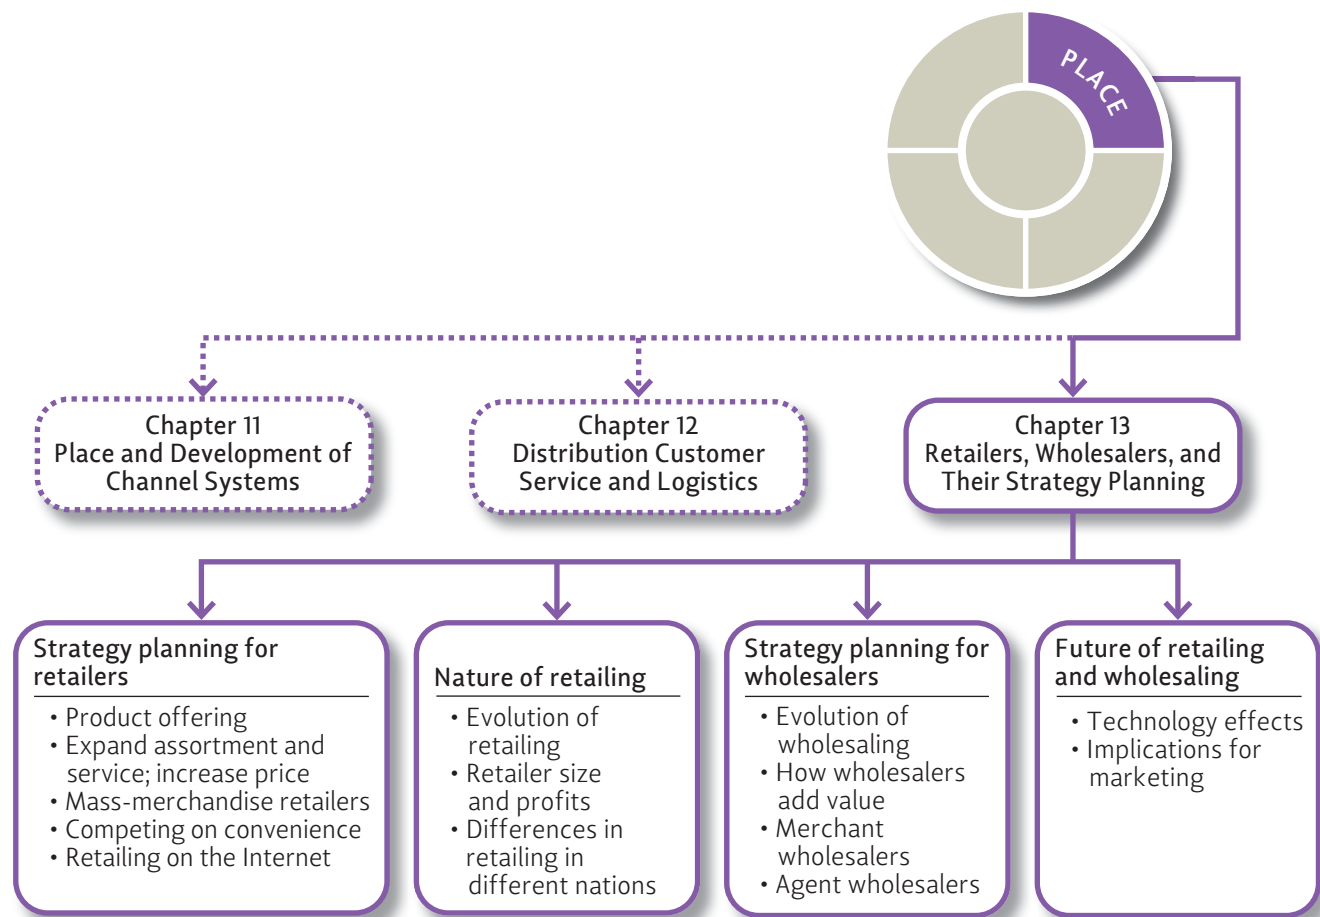 PLACE
Chapter 11
Place and Development of
Channel Systems
Chapter 12
Distribution Customer
Service and Logistics
Chapter 13
Retailers, Wholesalers, and
Their Strategy Planning
Strategy planning for
retailers
• Product offering
• Expand assortment and
service; increase price
• Mass-merchandise retailers
• Competing on convenience
• Retailing on the Internet
Nature of retailing
• Evolution of
retailing
• Retailer size
and profits
• Differences in
retailing in
different nations
Strategy planning for
wholesalers
• Evolution of
wholesaling
• How wholesalers
add value
• Merchant
wholesalers
• Agent wholesalers
Future of retailing
and wholesaling
• Technology effects
• Implications for
marketing